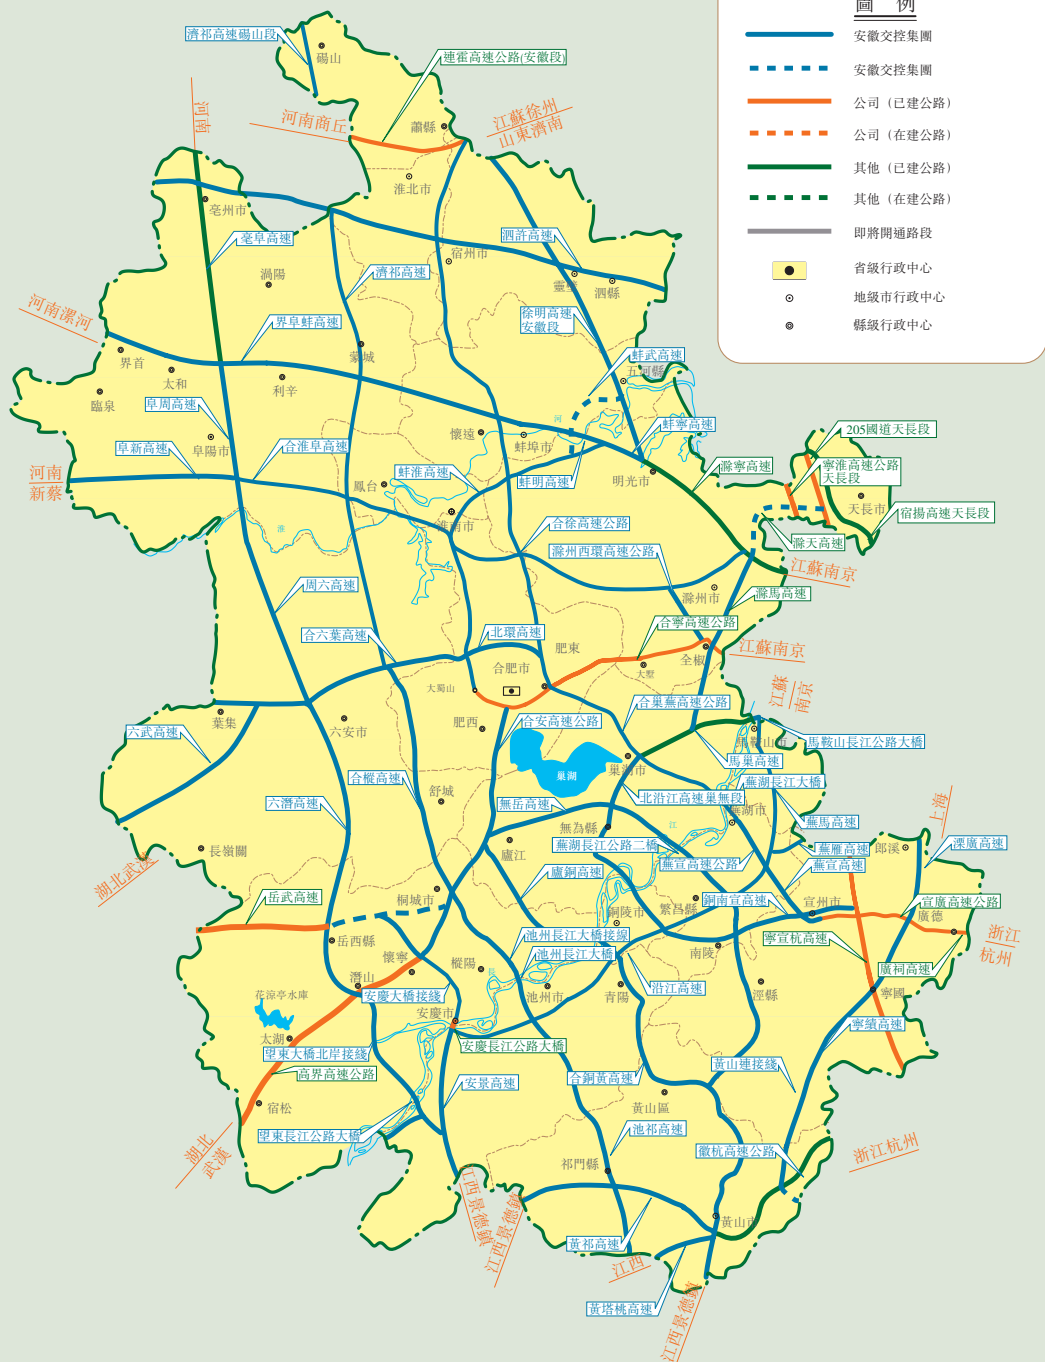 圖 例
安徽交控集團
安徽交控集團
公司（已建公路）
公司（在建公路）
其他（已建公路）
其他（在建公路）
即將開通路段
省級行政中心
地級市行政中心
縣級行政中心
濟祁高速碭山段
碭山
連霍高速公路(安徽段)
河南
河南商丘
蕭縣
江蘇徐州
山東濟南
淮北市
亳州市
亳阜高速
宿州市
泗許高速
渦陽
濟祁高速
靈璧
泗縣
河南漯河
界阜蚌高速
徐明高速
安徽段
界首
蒙城
蚌武高速
太和
利辛
五河縣
臨泉
阜周高速
懷遠
河
蚌寧高速
205國道天長段
阜新高速
阜陽市
合淮阜高速
蚌埠市
滁寧高速
寧淮高速公路
天長段
河南
新蔡
鳳台
蚌淮高速
蚌明高速
明光市
天長市
宿揚高速天長段
淮
淮南市
合徐高速公路
滁天高速
滁州西環高速公路
江蘇南京
周六高速
滁州市
滁馬高速
合六葉高速
北環高速
肥東
合寧高速公路
全椒
江蘇南京
大蜀山
合肥市
大墅
江蘇
南京
葉集
六武高速
六安市
肥西
合安高速公路
合巢蕪高速公路
馬鞍山市
馬鞍山長江公路大橋
巢湖
巢湖市
馬巢高速
合樅高速
蕪湖長江大橋
六潛高速
舒城
無岳高速
北沿江高速巢無段
蕪湖市
上海
無為縣
江
蕪馬高速
長嶺關
廬江
蕪湖長江公路二橋
蕪雁高速
郎溪
溧廣高速
湖北武漢
廬銅高速
蕪宣高速公路
蕪宣高速
岳武高速
桐城市
銅陵市
繁昌縣
銅南宣高速
宣州市
宣廣高速公路
廣德
岳西縣
池州長江大橋接線
寧宣杭高速
浙江
杭州
懷寧
池州長江大橋
南陵
潛山
樅陽
長
廣祠高速
花涼亭水庫
安慶大橋接綫
池州市
青陽
沿江高速
涇縣
寧國
安慶市
寧績高速
太湖
望東大橋北岸接綫
安慶長江公路大橋
高界高速公路
安景高速
合銅黃高速
黃山連接綫
宿松
黃山區
望東長江公路大橋
池祁高速
湖北
武漢
徽杭高速公路
浙江杭州
祁門縣
江西景德鎮
江西景德鎮
黃山市
黃祁高速
江西
黃塔桃高速
江西景德鎮